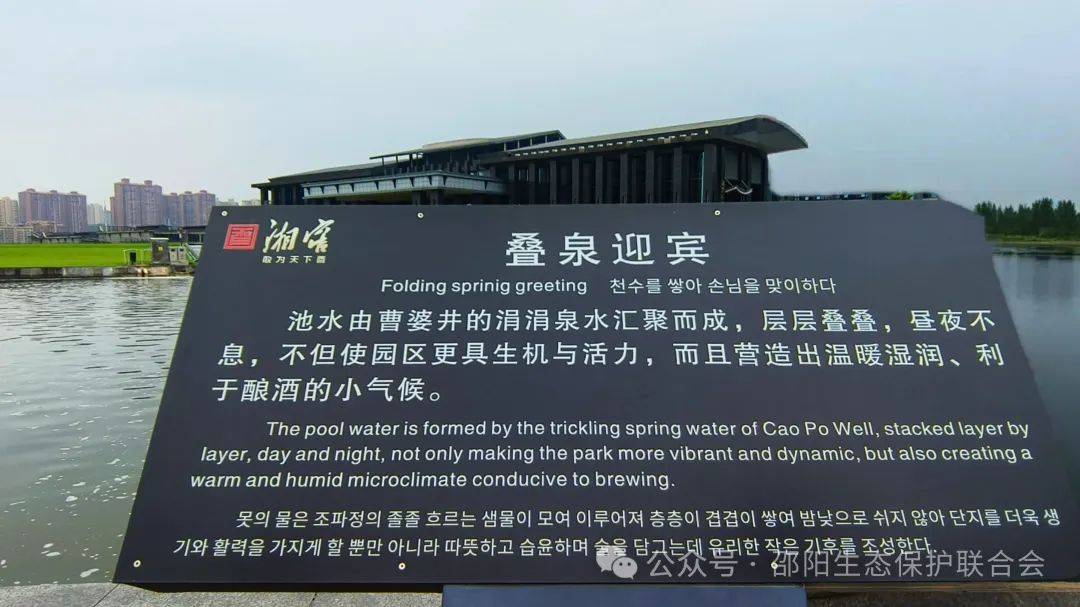 湘窖
敬为天下香
叠泉迎宾
Folding sprinig greeting 천수를 쌓아 손님을 맞이하다
池水由曹婆井的涓涓泉水汇聚而成，层层叠叠，昼夜不
息，不但使园区更具生机与活力，而且营造出温暖湿润、利
于酿酒的小气候。
The pool water is formed by the trickling spring water of Cao Po Well, stacked layer by
layer, day and night, not only making the park more vibrant and dynamic, but also creating a
warm and humid microclimate conducive to brewing.
못의 물은 조파정의 졸졸 흐르는 샘물이 모여 이루어져 층층이 겹겹이 쌓여 밤낮으로 쉬지 않아 단지를 더욱 생
기와 활력을 가지게 할 뿐만 아니라 따뜻하고 습윤하며 술을 담그는데 유리한 작은 기후를 조성한다.
公众号·邵阳生态保护联合会